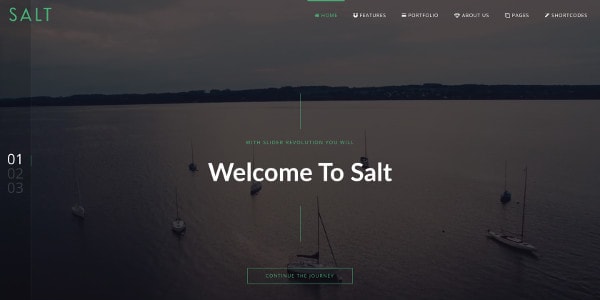 SALT
HOME
FEATURES
PORTFOLIO
ABOUT US
PAGES
SHORTCODES
WITH SLIDER REVOLUTION YOU WILL
01
02
03
Welcome To Salt
CONTINUE THE JOURNEY